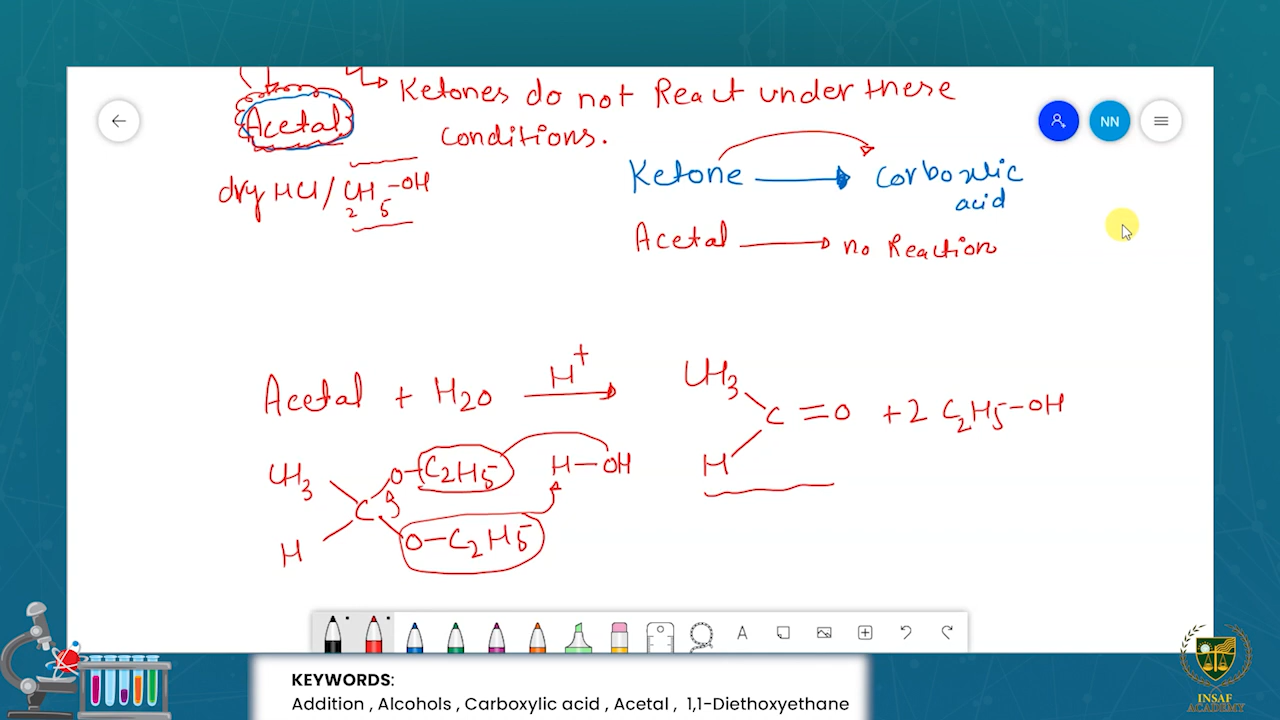 Ketones do not React under these
Acetal
conditions.
dry HCl / C2H5-OH
Ketone → Carboxlic
acid
Acetal → no Reaction
Acetal + H2O H+ →
CH3
C=O + 2 C2H5-OH
H
CH3
O-C2H5
H-OH
C
H
O-C2H5
NN
A
KEYWORDS:
Addition , Alcohols , Carboxylic acid , Acetal , 1,1-Diethoxyethane
INSAF
ACADEMY